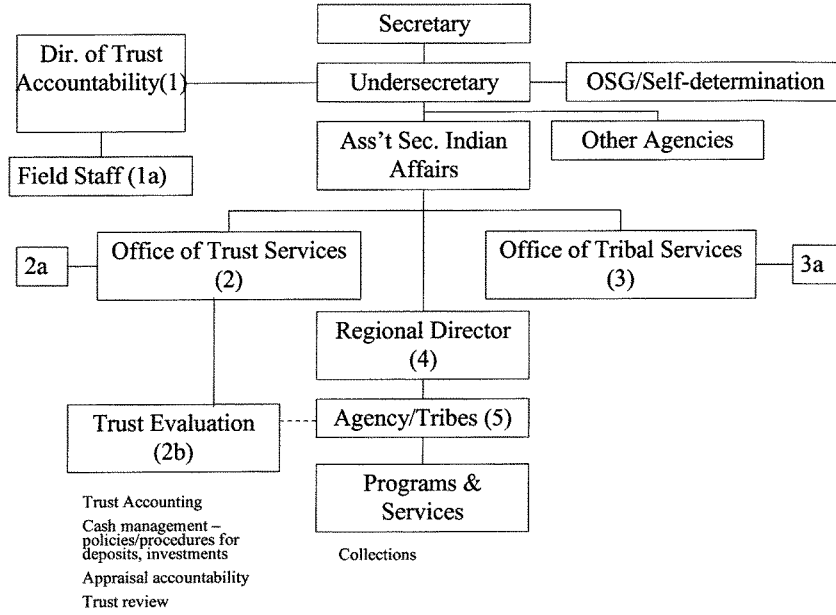 Secretary
Dir. of Trust
Accountability(1)
Undersecretary
OSG/Self-determination
Ass't Sec. Indian
Affairs
Other Agencies
Field Staff (1a)
2a
Office of Trust Services
(2)
Office of Tribal Services
(3)
3a
Regional Director
(4)
Trust Evaluation
(2b)
Agency/Tribes (5)
Programs &
Services
Trust Accounting
Cash management –
policies/procedures for
deposits, investments
Appraisal accountability
Trust review
Collections